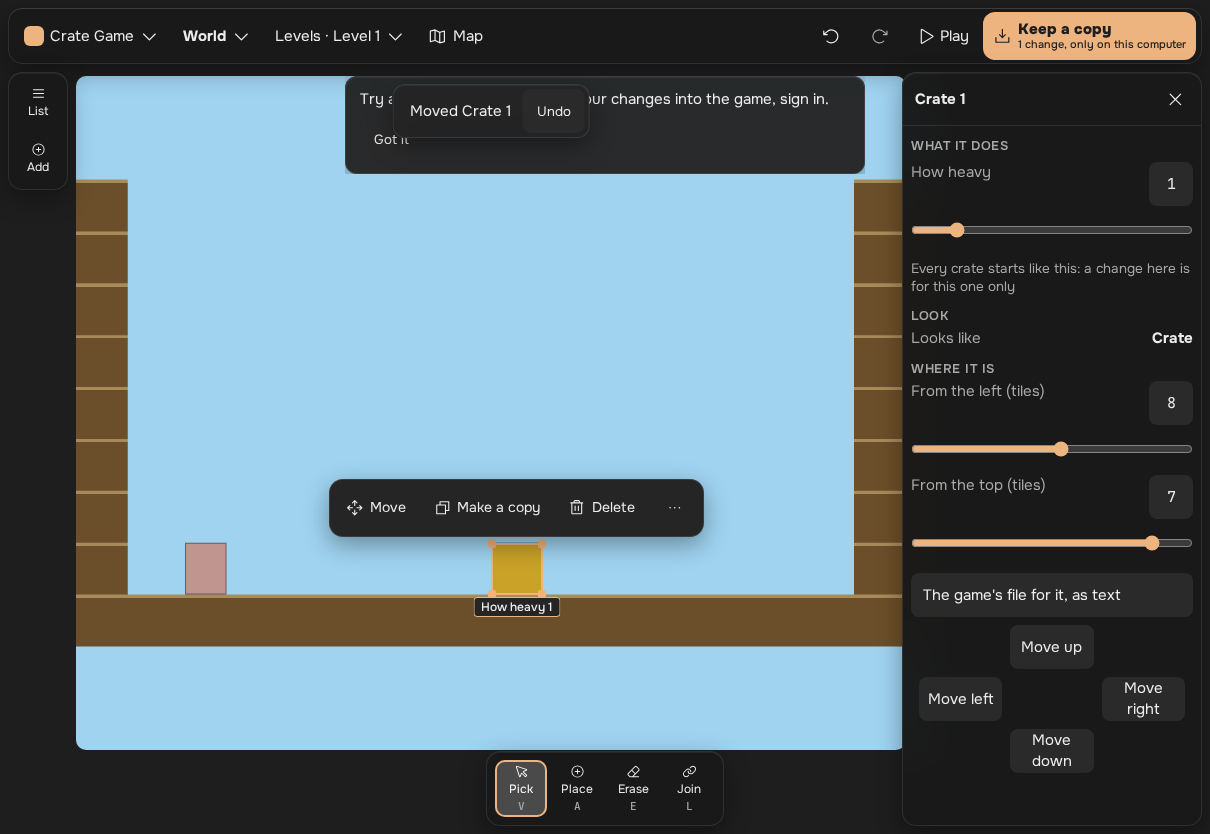 Crate Game
World
Levels · Level 1
Map
Play
Keep a copy
1 change, only on this computer
List
Add
Try a
our changes into the game, sign in.
Moved Crate 1
Undo
Got it
Move
Make a copy
Delete
···
How heavy 1
Pick
V
Place
A
Erase
E
Join
L
Crate 1
WHAT IT DOES
How heavy
1
Every crate starts like this: a change here is
for this one only
LOOK
Looks like
Crate
WHERE IT IS
From the left (tiles)
8
From the top (tiles)
7
The game's file for it, as text
Move up
Move left
Move
right
Move
down